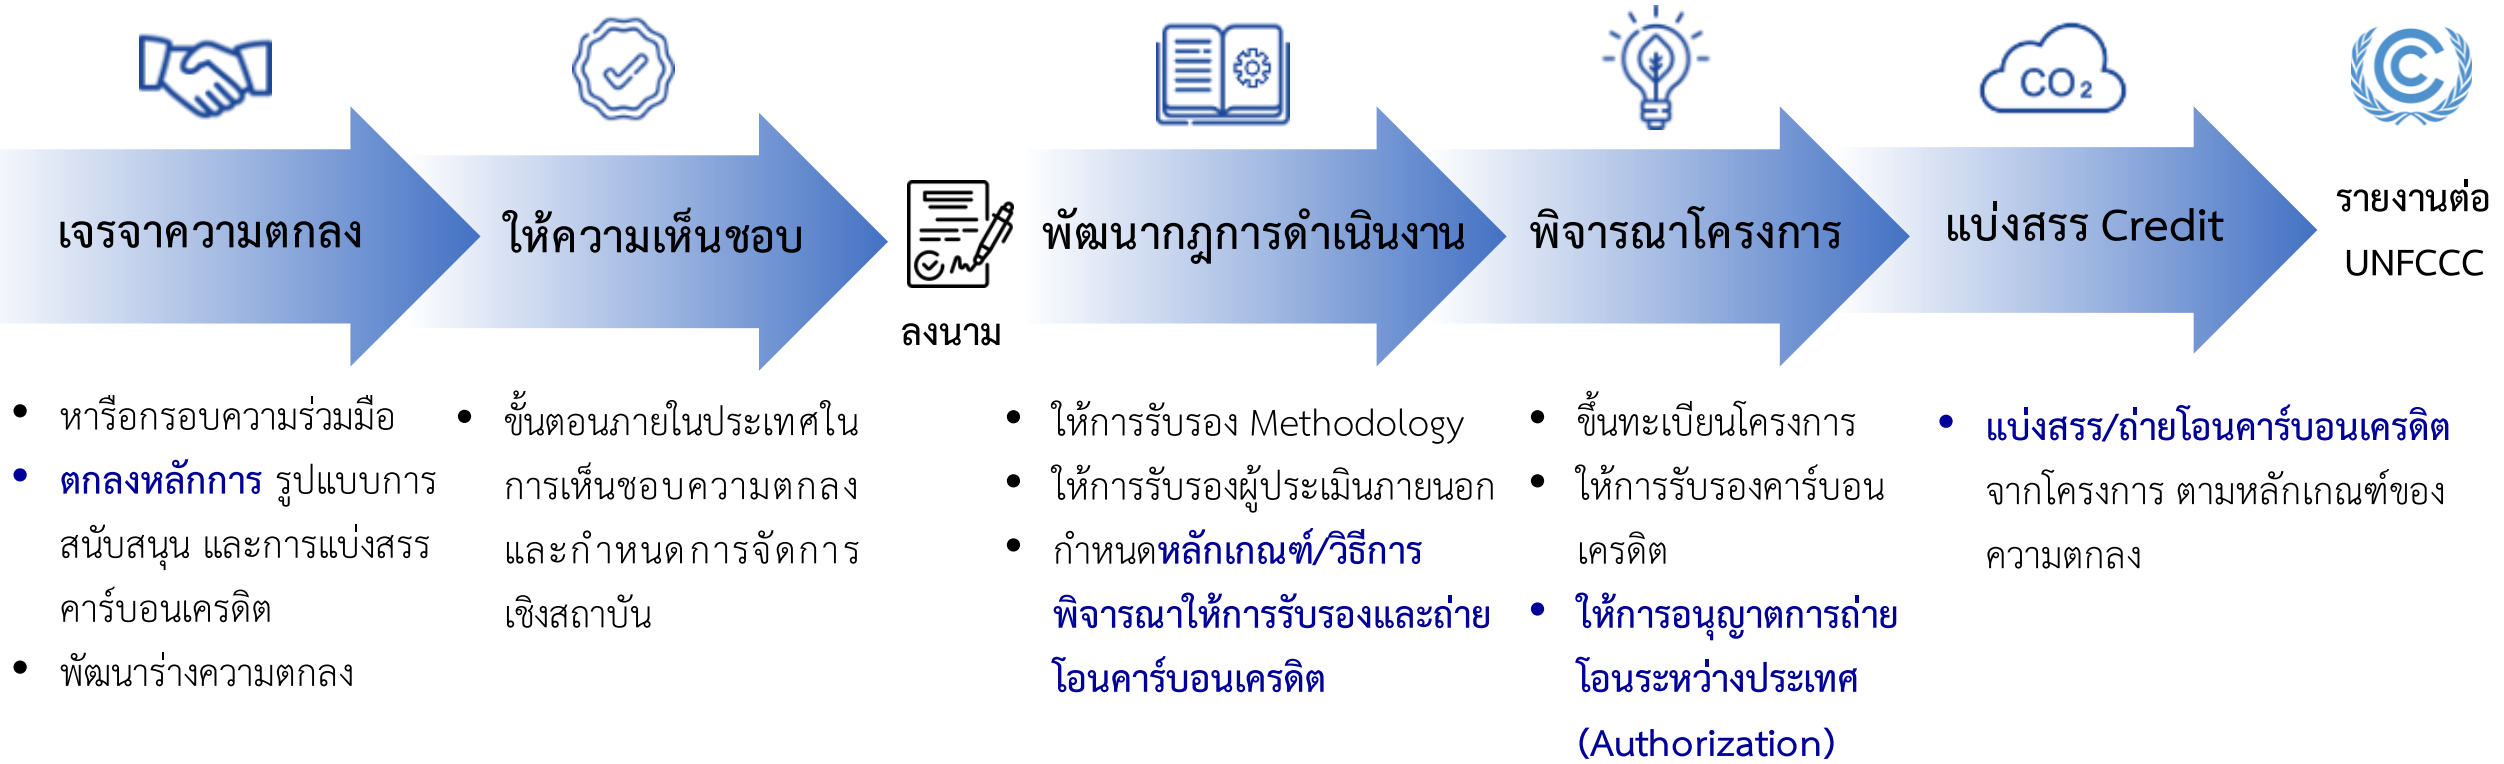 เจรจาความตกลง
ให้ความเห็นชอบ
ลงนาม
พัฒนากฎการดำเนินงาน
พิจารณาโครงการ
แบ่งสรร Credit
CO2
รายงานต่อ
UNFCCC
• หารือกรอบความร่วมมือ
• ตกลงหลักการ รูปแบบการ
สนับสนุน และการแบ่งสรร
คาร์บอนเครดิต
• พัฒนาร่างความตกลง
• ขั้นตอนภายในประเทศใน
การเห็นชอบความตกลง
และกำหนดการจัดการ
เชิงสถาบัน
• ให้การรับรอง Methodology
• ให้การรับรองผู้ประเมินภายนอก
• กำหนดหลักเกณฑ์/วิธีการ
พิจารณาให้การรับรองและถ่าย
โอนคาร์บอนเครดิต
• ขึ้นทะเบียนโครงการ
• ให้การรับรองคาร์บอน
เครดิต
• ให้การอนุญาตการถ่าย
โอนระหว่างประเทศ
(Authorization)
• แบ่งสรร/ถ่ายโอนคาร์บอนเครดิต
จากโครงการ ตามหลักเกณฑ์ของ
ความตกลง